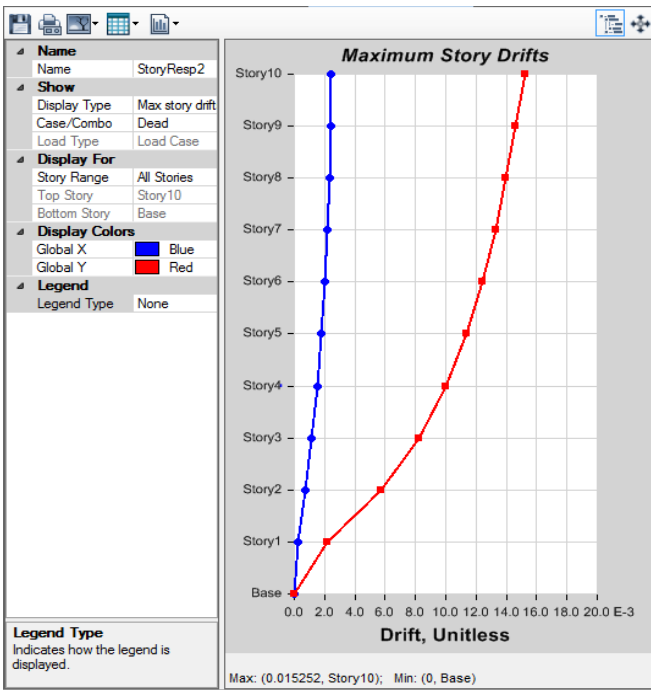 Name
Name StoryResp2
Show
Display Type Max story drift
Case/Combo Dead
Load Type Load Case
Display For
Story Range All Stories
Top Story Story10
Bottom Story Base
Display Colors
Global X Blue
Global Y Red
Legend
Legend Type None
Legend Type
Indicates how the legend is
displayed.
Maximum Story Drifts
Story10
Story9
Story8
Story7
Story6
Story5
Story4
Story3
Story2
Story1
Base
0.0 2.0 4.0 6.0 8.0 10.0 12.0 14.0 16.0 18.0 20.0 E-3
Drift, Unitless
Max: (0.015252, Story10); Min: (0, Base)